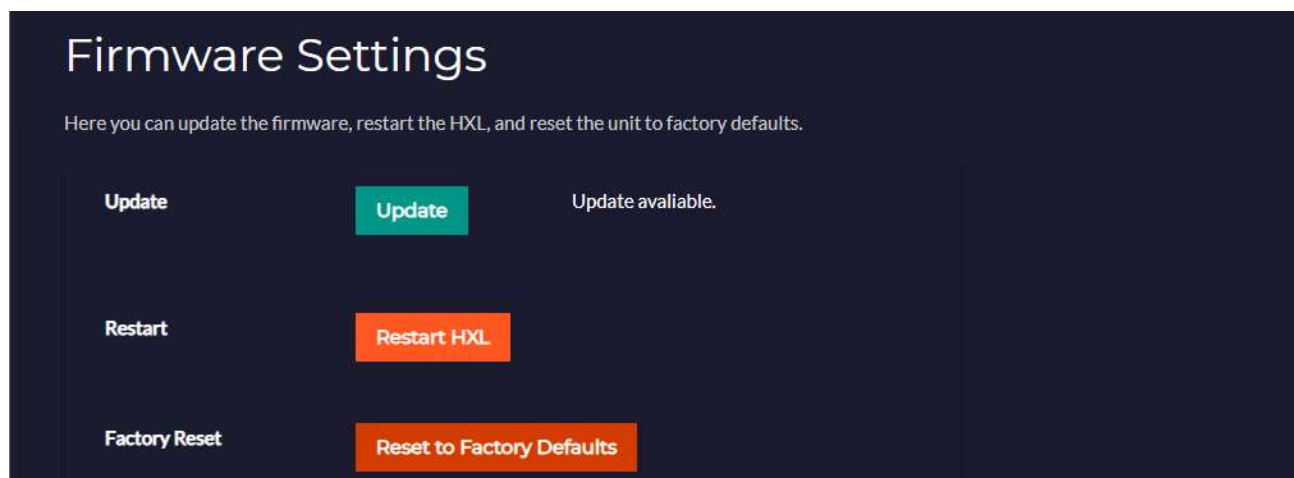 Firmware Settings
Here you can update the firmware, restart the HXL, and reset the unit to factory defaults.
Update Update Update avaliable.
Restart Restart HXL
Factory Reset Reset to Factory Defaults